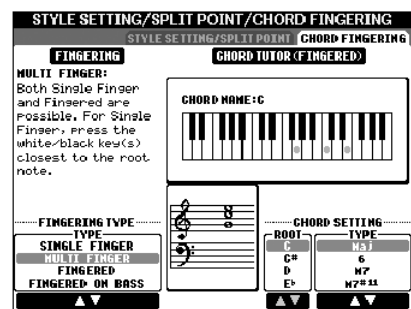 STYLE SETTING/SPLIT POINT/CHORD FINGERING
STYLE SETTING/SPLIT POINT
CHORD FINGERING
FINGERING
CHORD TUTOR (FINGERED)
MULTI FINGER:
Both Single Finger
and Fingered are
possible. For Single
Finger, press the
white/black key(s)
closest to the root
note.
CHORD NAME:C
FINGERING TYPE
TYPE
SINGLE FINGER
MULTI FINGER
FINGERED
FINGERED ON BASS
CHORD SETTING
ROOT
C
C#
D
E♭
TYPE
Maj
6
M7
M7#11